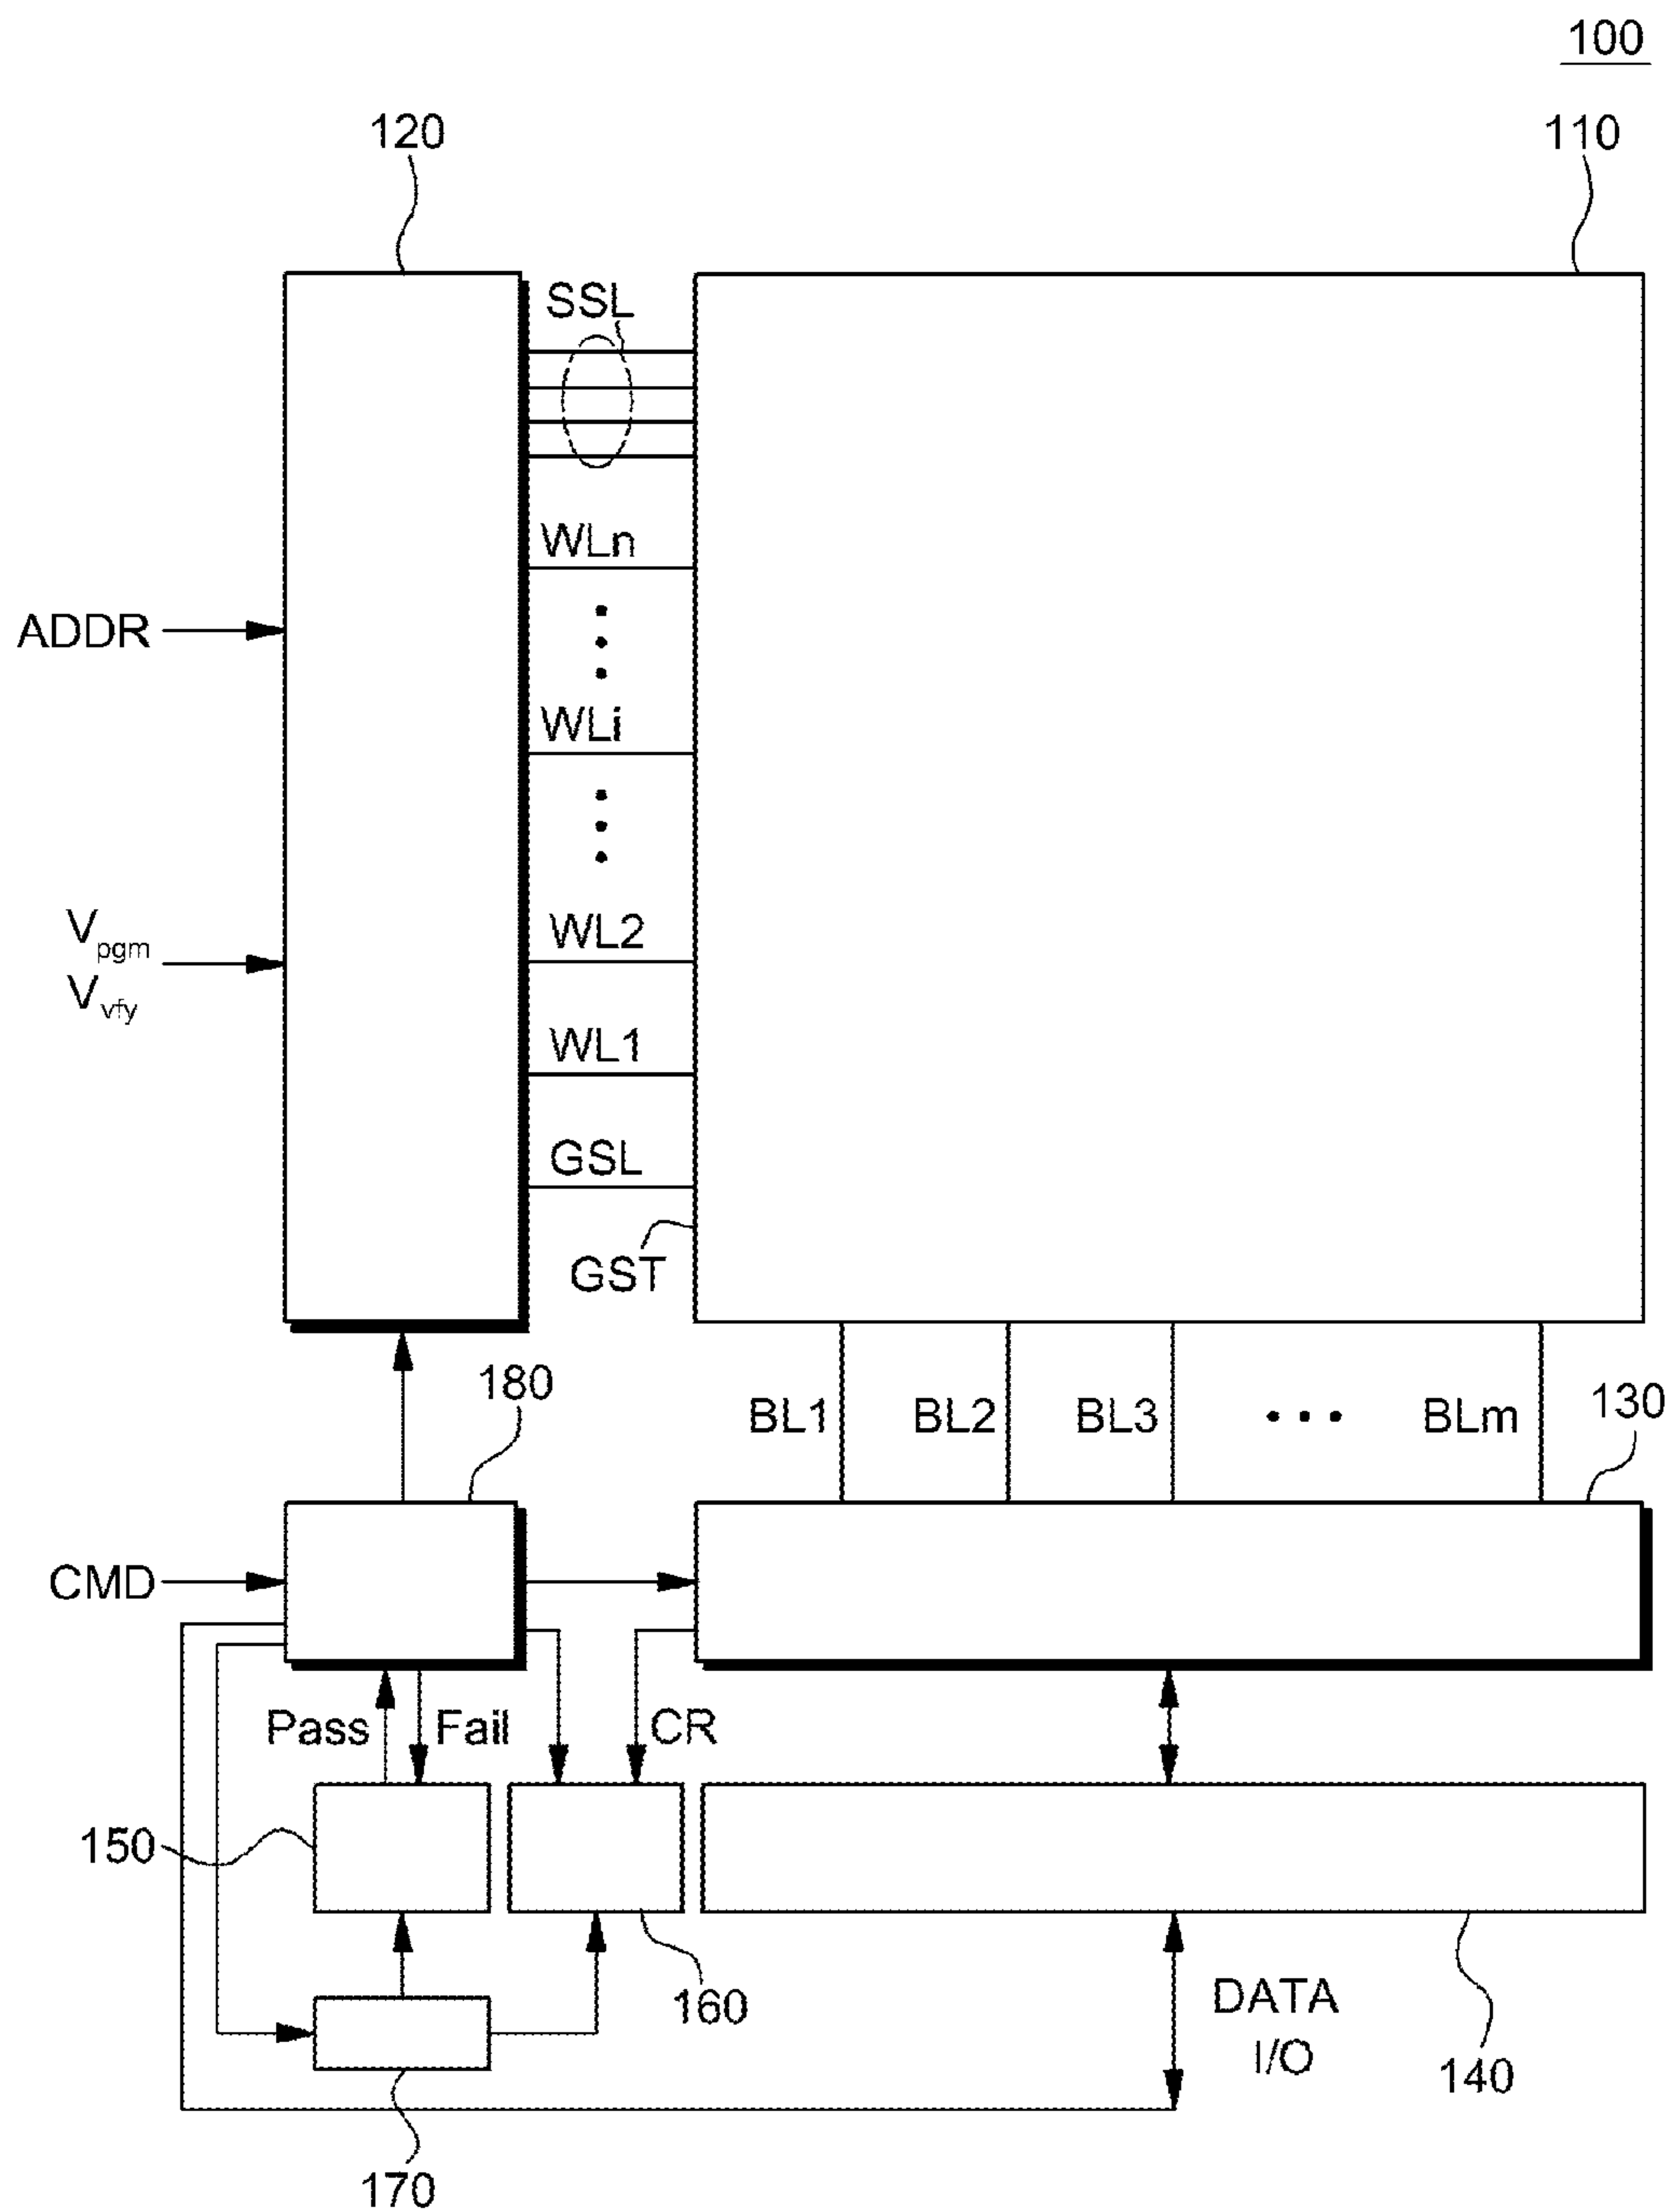 100
120
110
SSL
WLn
ADDR
WLi
Vpgm
WL2
Vvfy
WL1
GSL
GST
180
BL1 BL2 BL3 ••• BLm
130
CMD
Pass Fail CR
150
160
DATA
I/O
140
170